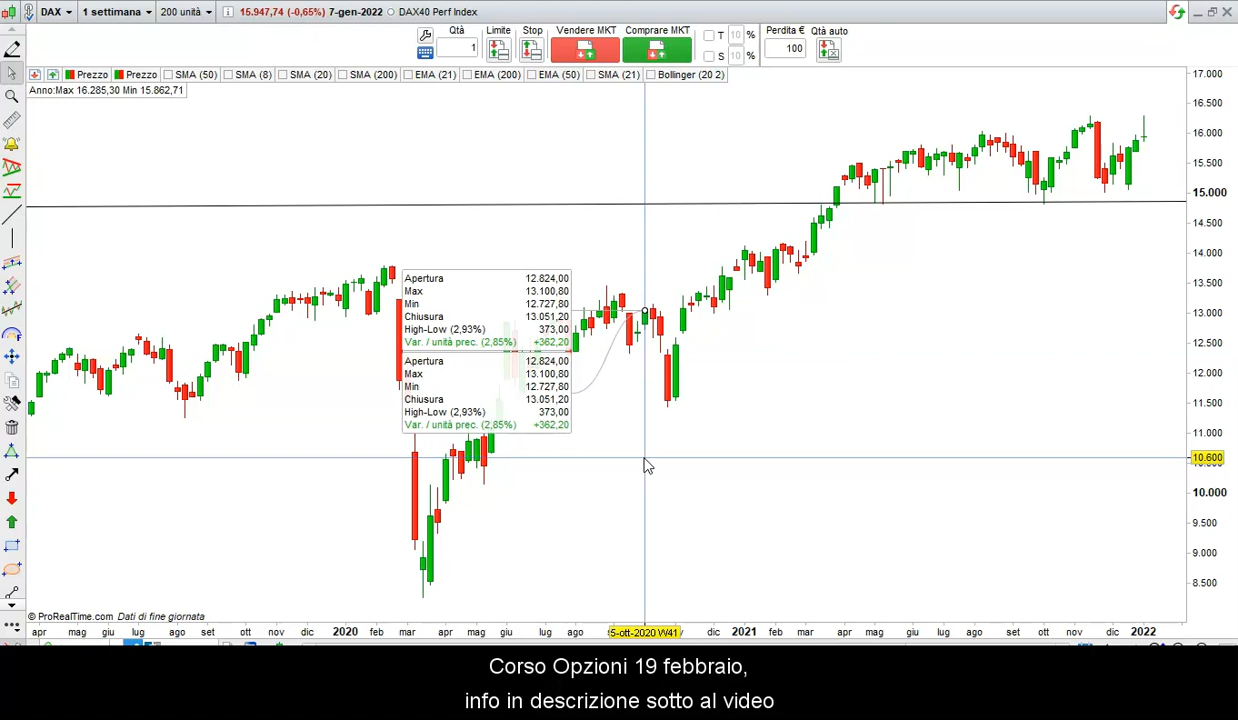 DAX
1 settimana
200 unità
15.947,74 (-0,65%) 7-gen-2022
DAX40 Perf Index
Qtà
1
Limite
Stop
Vendere MKT
Comprare MKT
T 10 %
S 10 %
Perdita €
100
Qtà auto
Prezzo
Prezzo
SMA (50)
SMA (8)
SMA (20)
SMA (200)
EMA (21)
EMA (200)
EMA (50)
SMA (21)
Bolinger (20 2)
Anno:Max 16.285,30 Min 15.862,71
17.000
16.500
16.000
15.500
15.000
14.500
14.000
13.500
13.000
12.500
12.000
11.500
11.000
10.600
10.000
9.500
9.000
8.500
Apertura 12.824,00
Max 13.100,80
Min 12.727,80
Chiusura 13.051,20
High-Low (2,93%) 373,00
Var. / unità prec. (2,85%) +362,20
Apertura 12.824,00
Max 13.100,80
Min 12.727,80
Chiusura 13.051,20
High-Low (2,93%) 373,00
Var. / unità prec. (2,85%) +362,20
© ProRealTime.com Dati di fine giornata
apr mag giu lug ago set ott nov dic 2020 feb mar apr mag giu lug ago 5-ott-2020 W41 dic 2021 feb mar apr mag giu lug ago set ott nov dic 2022
Corso Opzioni 19 febbraio,
info in descrizione sotto al video